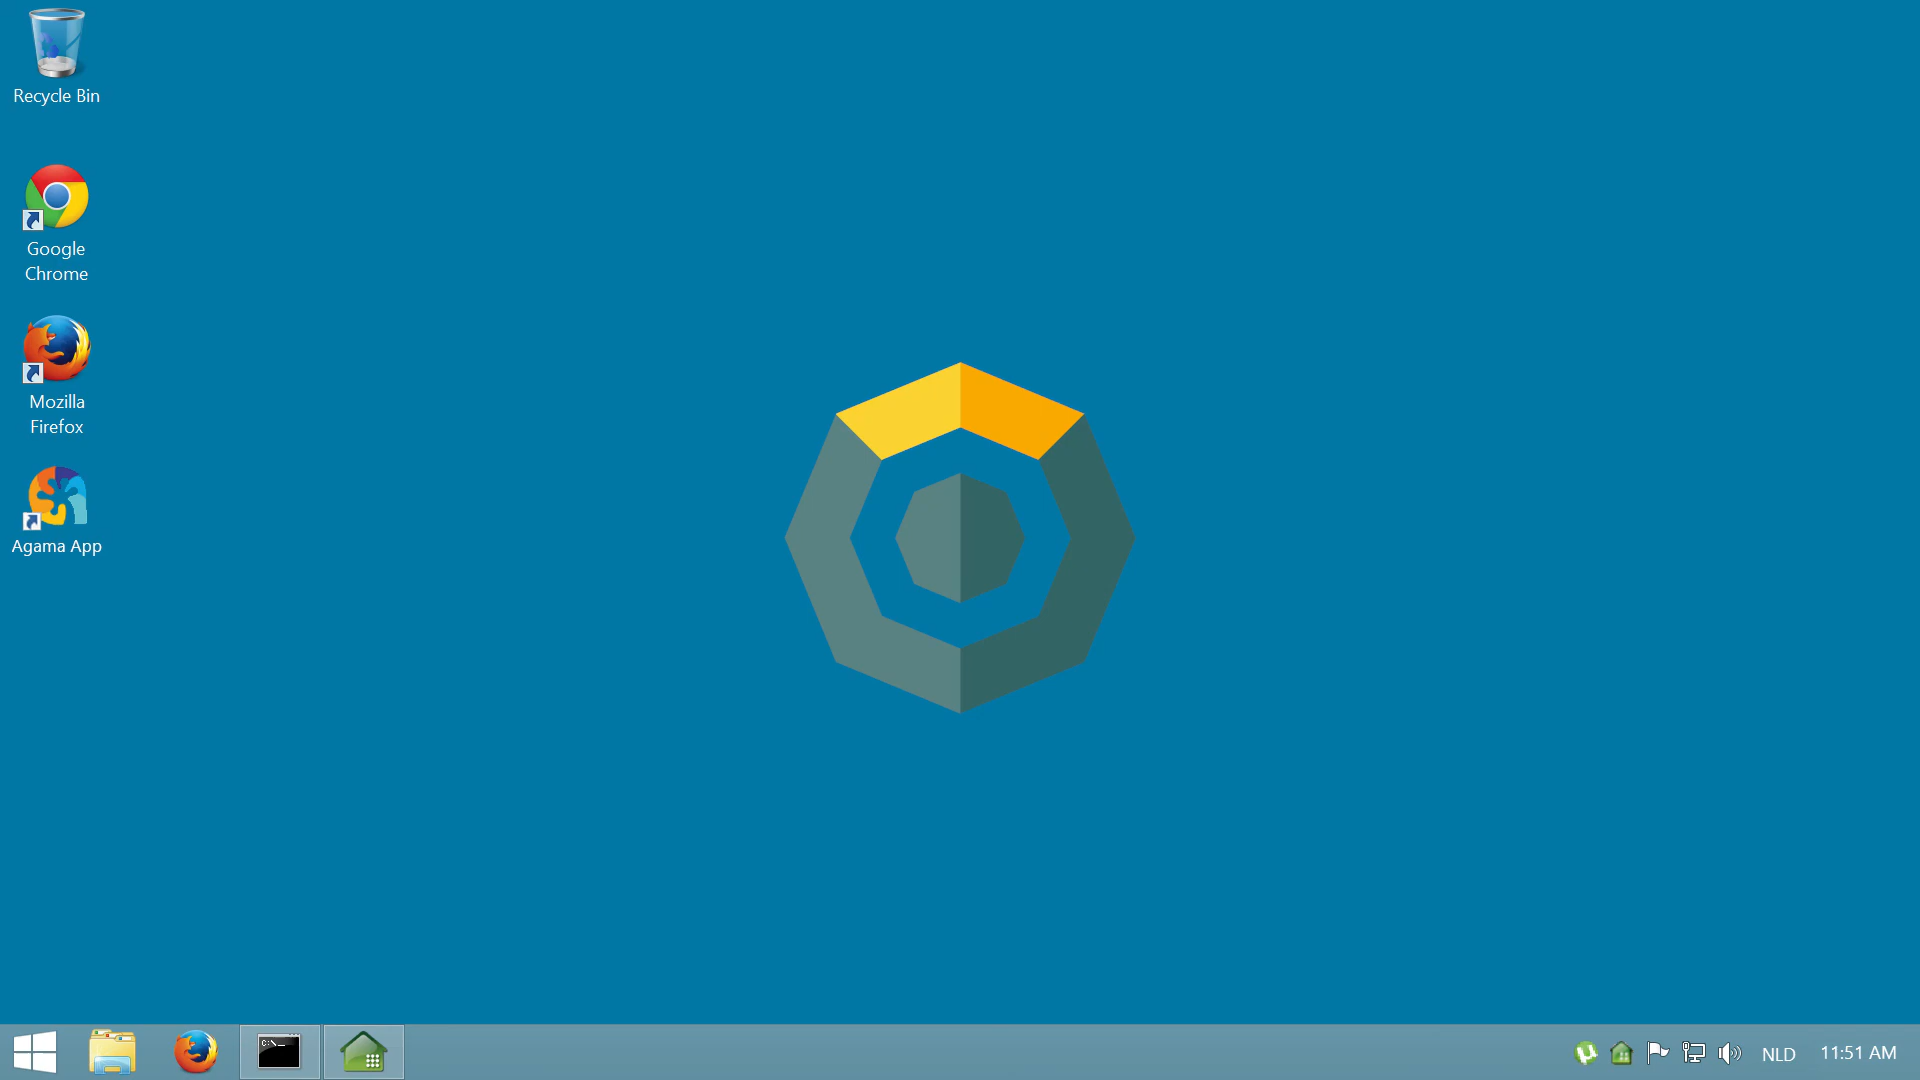 Recycle Bin
Google
Chrome
Mozilla
Firefox
Agama App
C:\._
NLD
11:51 AM